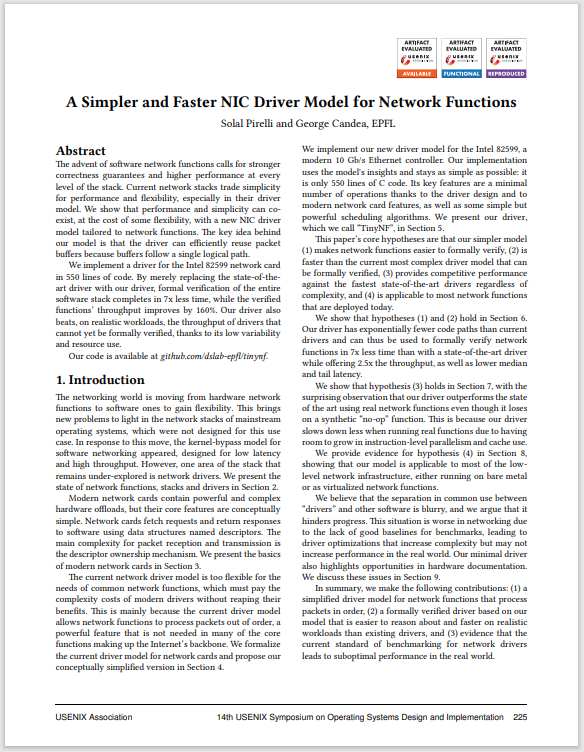 ARTIFACT EVALUATED usenix ASSOCIATION AVAILABLE
ARTIFACT EVALUATED usenix ASSOCIATION FUNCTIONAL
ARTIFACT EVALUATED usenix ASSOCIATION REPRODUCED
A Simpler and Faster NIC Driver Model for Network Functions
Solal Pirelli and George Candea, EPFL
Abstract
The advent of software network functions calls for stronger
correctness guarantees and higher performance at every
level of the stack. Current network stacks trade simplicity
for performance and flexibility, especially in their driver
model. We show that performance and simplicity can co-
exist, at the cost of some flexibility, with a new NIC driver
model tailored to network functions. The key idea behind
our model is that the driver can efficiently reuse packet
buffers because buffers follow a single logical path.
We implement a driver for the Intel 82599 network card
in 550 lines of code. By merely replacing the state-of-the-
art driver with our driver, formal verification of the entire
software stack completes in 7x less time, while the verified
functions' throughput improves by 160%. Our driver also
beats, on realistic workloads, the throughput of drivers that
cannot yet be formally verified, thanks to its low variability
and resource use.
Our code is available at github.com/dslab-epfl/tinynf.
1. Introduction
The networking world is moving from hardware network
functions to software ones to gain flexibility. This brings
new problems to light in the network stacks of mainstream
operating systems, which were not designed for this use
case. In response to this move, the kernel-bypass model for
software networking appeared, designed for low latency
and high throughput. However, one area of the stack that
remains under-explored is network drivers. We present the
state of network functions, stacks and drivers in Section 2.
Modern network cards contain powerful and complex
hardware offloads, but their core features are conceptually
simple. Network cards fetch requests and return responses
to software using data structures named descriptors. The
main complexity for packet reception and transmission is
the descriptor ownership mechanism. We present the basics
of modern network cards in Section 3.
The current network driver model is too flexible for the
needs of common network functions, which must pay the
complexity costs of modern drivers without reaping their
benefits. This is mainly because the current driver model
allows network functions to process packets out of order, a
powerful feature that is not needed in many of the core
functions making up the Internet's backbone. We formalize
the current driver model for network cards and propose our
conceptually simplified version in Section 4.
We implement our new driver model for the Intel 82599, a
modern 10 Gb/s Ethernet controller. Our implementation
uses the model's insights and stays as simple as possible: it
is only 550 lines of C code. Its key features are a minimal
number of operations thanks to the driver design and to
modern network card features, as well as some simple but
powerful scheduling algorithms. We present our driver,
which we call "TinyNF", in Section 5.
This paper's core hypotheses are that our simpler model
(1) makes network functions easier to formally verify, (2) is
faster than the current most complex driver model that can
be formally verified, (3) provides competitive performance
against the fastest state-of-the-art drivers regardless of
complexity, and (4) is applicable to most network functions
that are deployed today.
We show that hypotheses (1) and (2) hold in Section 6.
Our driver has exponentially fewer code paths than current
drivers and can thus be used to formally verify network
functions in 7x less time than with a state-of-the-art driver
while offering 2.5x the throughput, as well as lower median
and tail latency.
We show that hypothesis (3) holds in Section 7, with the
surprising observation that our driver outperforms the state
of the art using real network functions even though it loses
on a synthetic "no-op" function. This is because our driver
slows down less when running real functions due to having
room to grow in instruction-level parallelism and cache use.
We provide evidence for hypothesis (4) in Section 8,
showing that our model is applicable to most of the low-
level network infrastructure, either running on bare metal
or as virtualized network functions.
We believe that the separation in common use between
"drivers" and other software is blurry, and we argue that it
hinders progress. This situation is worse in networking due
to the lack of good baselines for benchmarks, leading to
driver optimizations that increase complexity but may not
increase performance in the real world. Our minimal driver
also highlights opportunities in hardware documentation.
We discuss these issues in Section 9.
In summary, we make the following contributions: (1) a
simplified driver model for network functions that process
packets in order, (2) a formally verified driver based on our
model that is easier to reason about and faster on realistic
workloads than existing drivers, and (3) evidence that the
current standard of benchmarking for network drivers
leads to suboptimal performance in the real world.
USENIX Association 14th USENIX Symposium on Operating Systems Design and Implementation 225